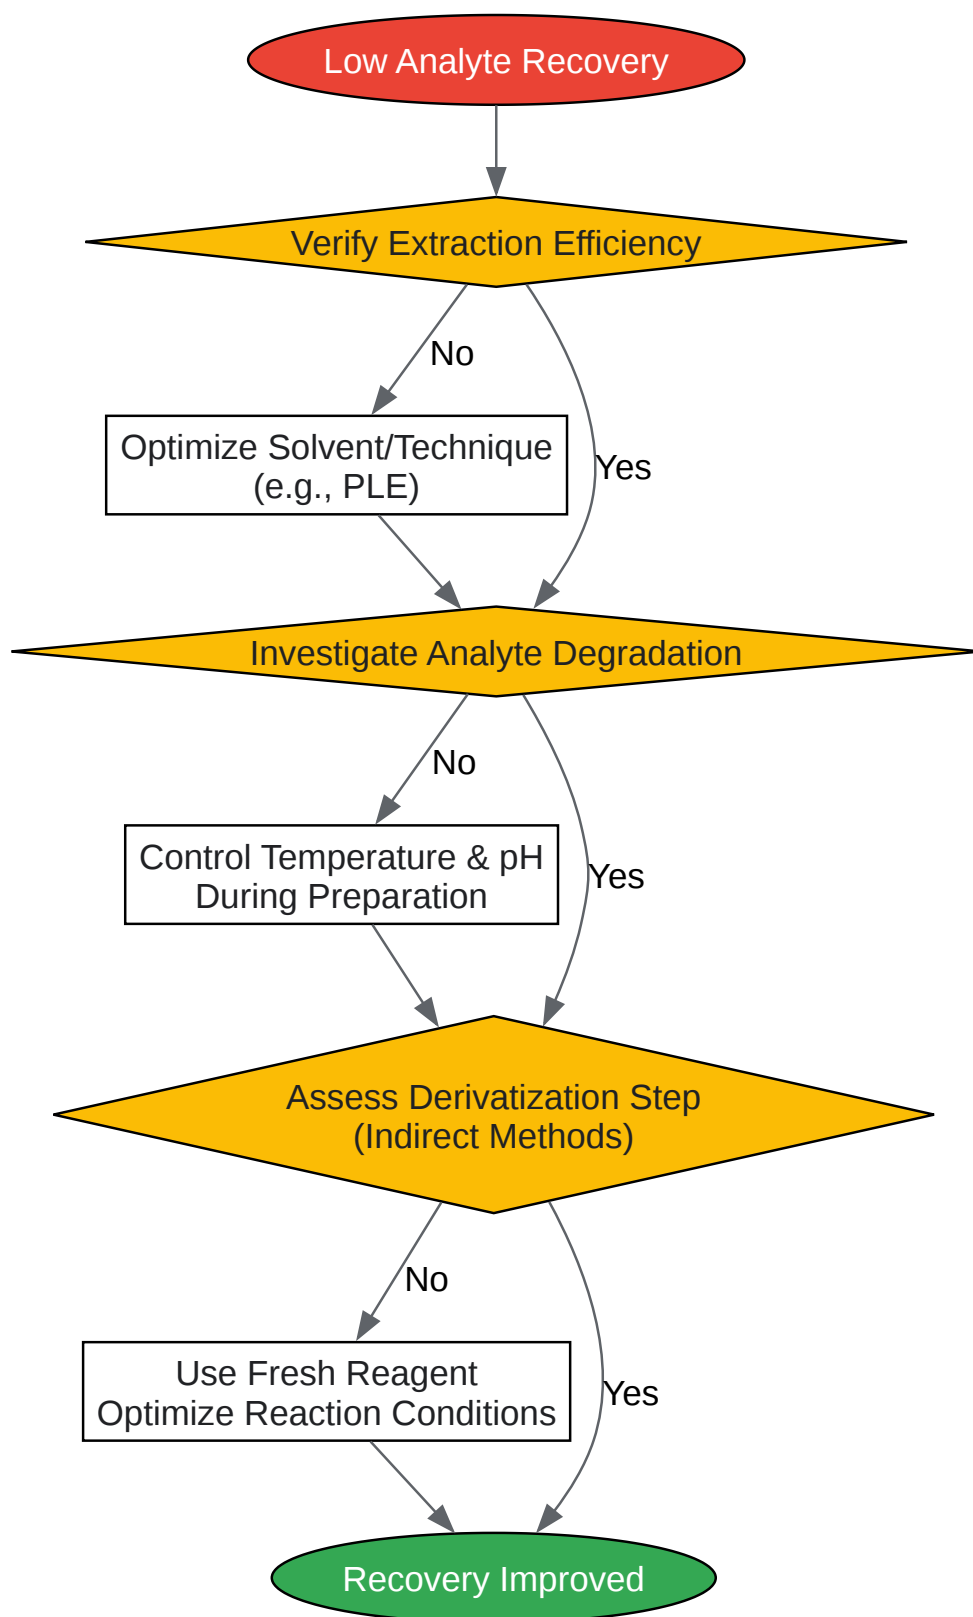 Low Analyte Recovery
Verify Extraction Efficiency
No
Optimize Solvent/Technique
(e.g., PLE)
Yes
Investigate Analyte Degradation
No
Control Temperature & pH
During Preparation
Yes
Assess Derivatization Step
(Indirect Methods)
No
Use Fresh Reagent
Optimize Reaction Conditions
Yes
Recovery Improved